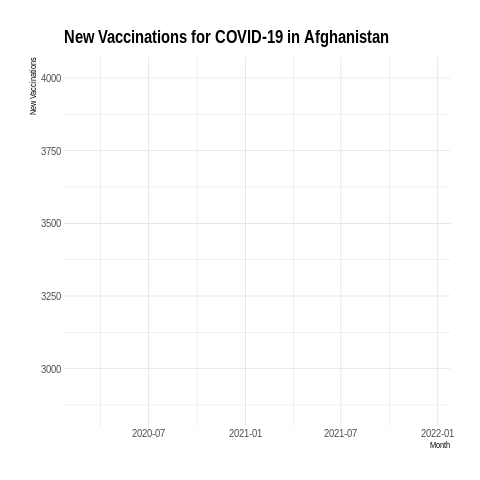 New Vaccinations for COVID-19 in Afghanistan
New Vaccinations
4000
3750
3500
3250
3000
2020-07 2021-01 2021-07 2022-01
Month